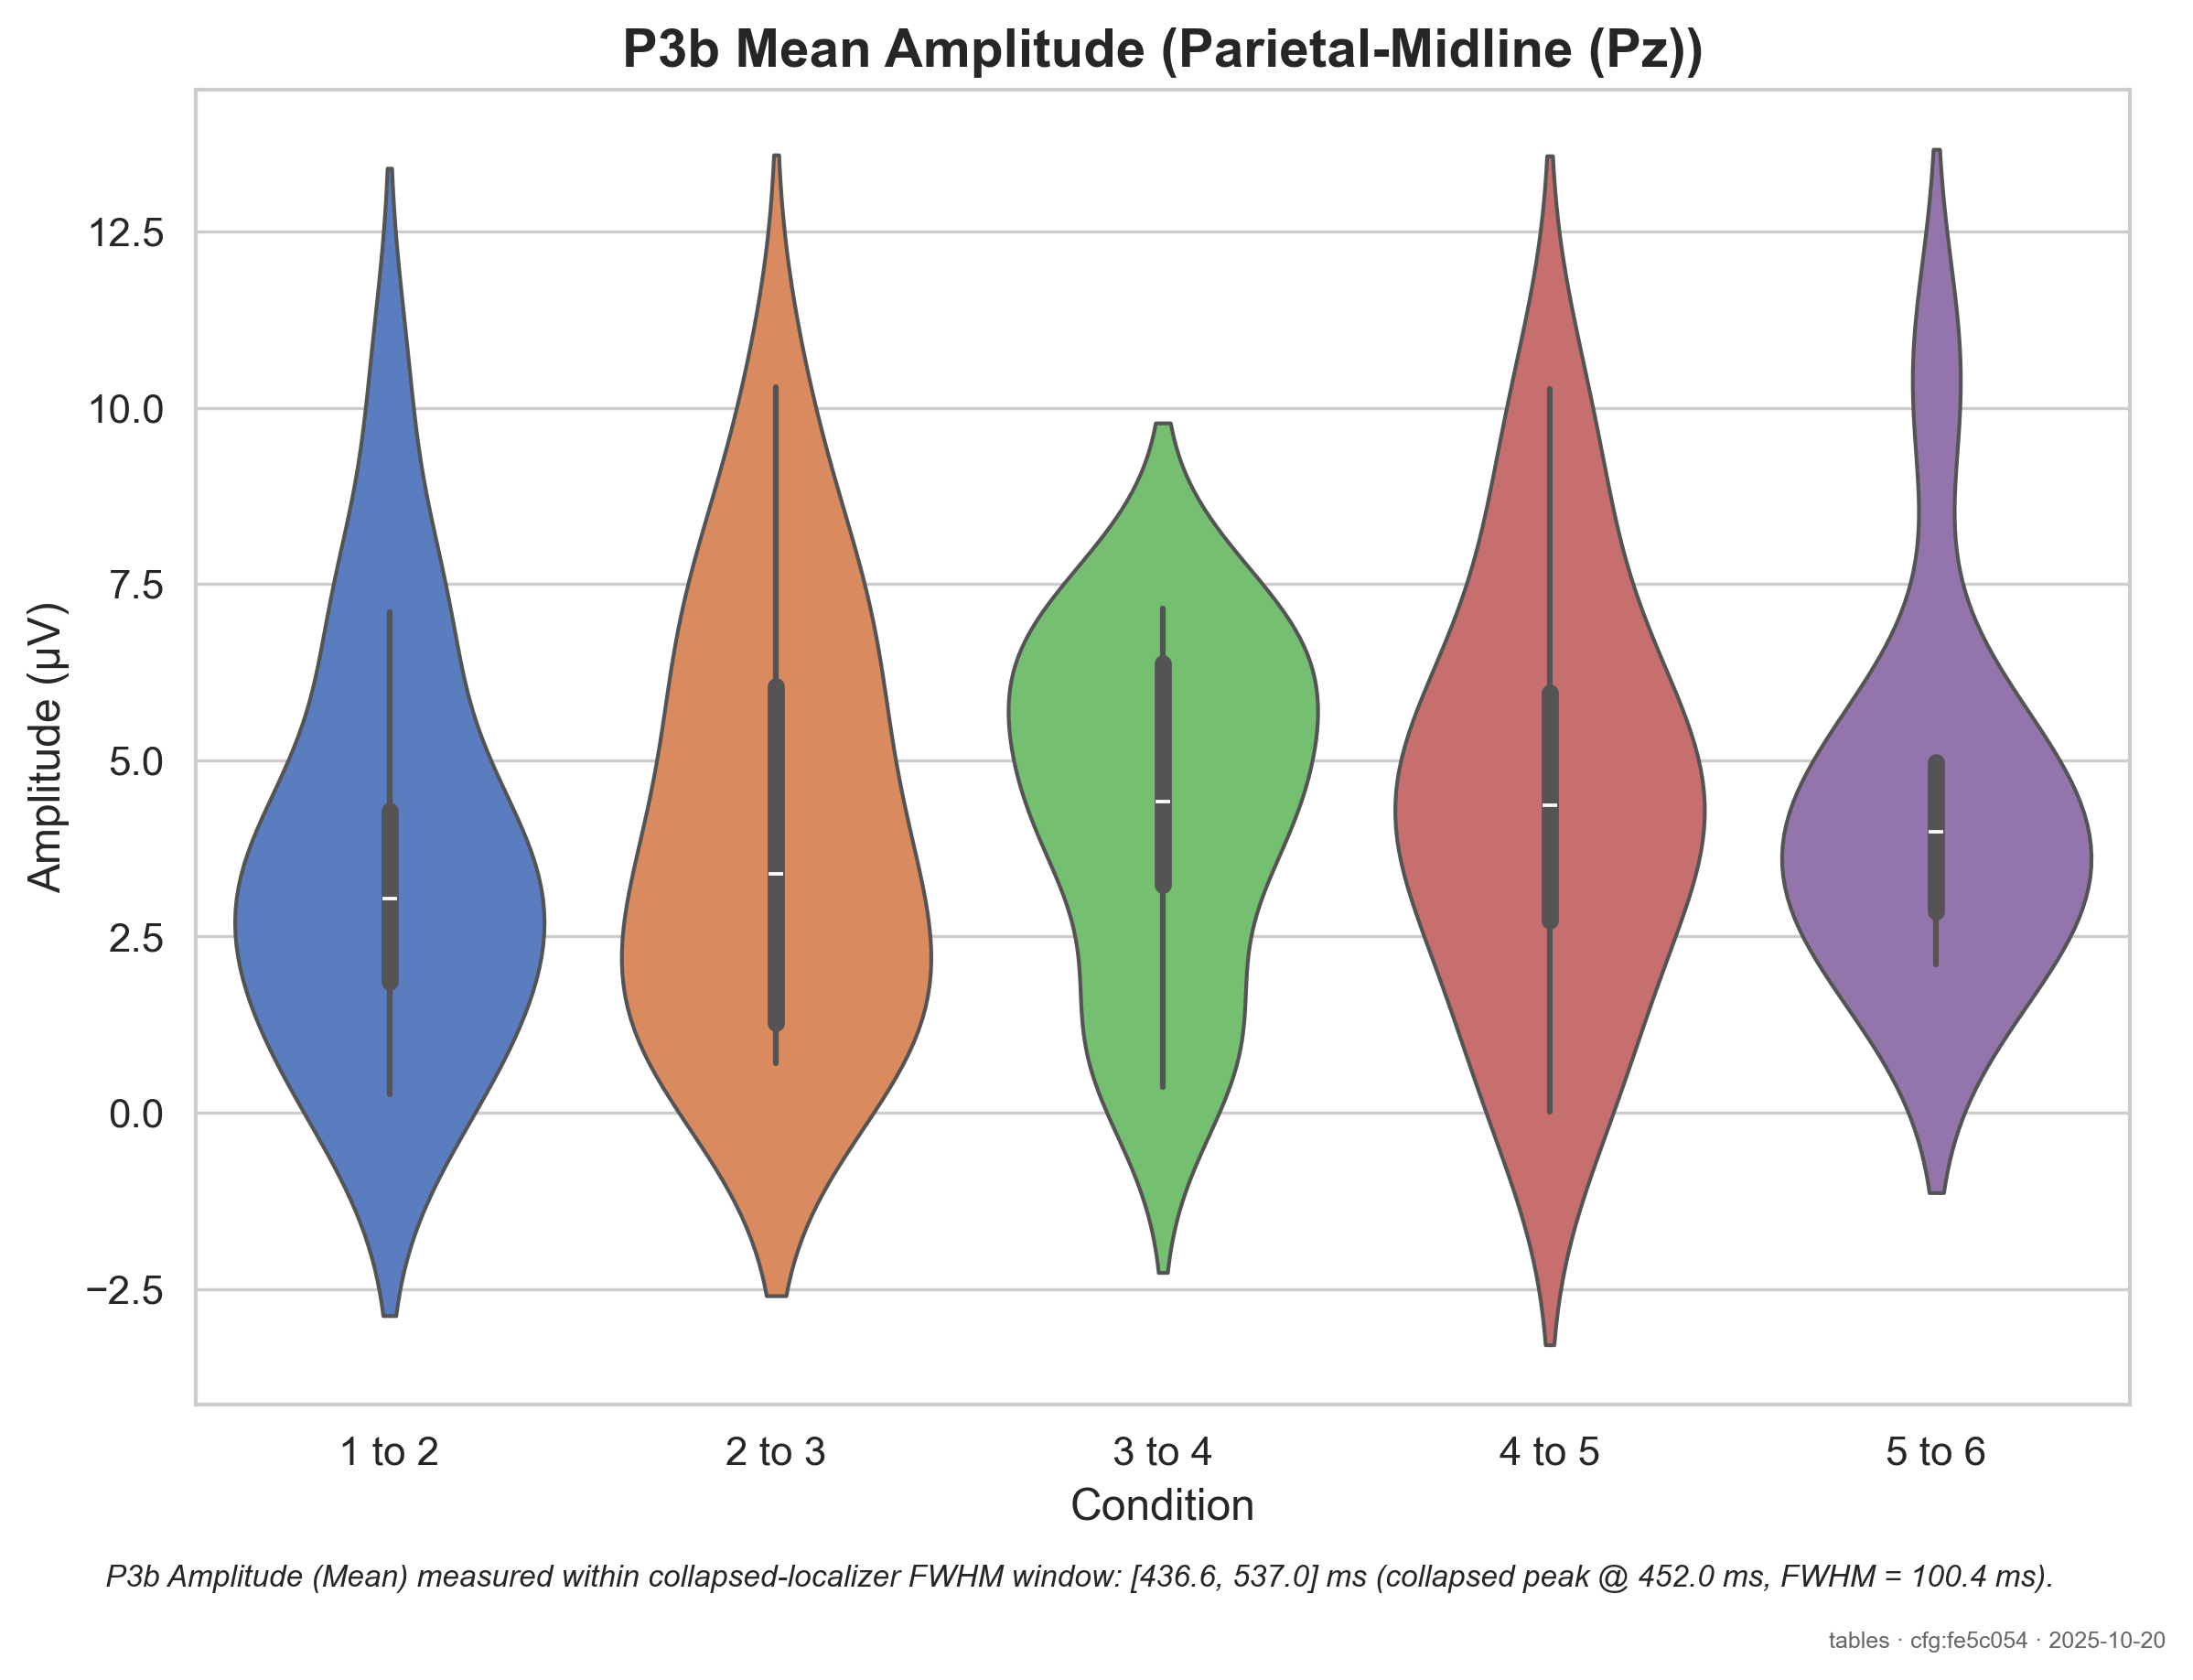 P3b Mean Amplitude (Parietal-Midline (Pz))
Amplitude (µV)
12.5
10.0
7.5
5.0
2.5
0.0
−2.5
1 to 2
2 to 3
3 to 4
4 to 5
5 to 6
Condition
P3b Amplitude (Mean) measured within collapsed-localizer FWHM window: [436.6, 537.0] ms (collapsed peak @ 452.0 ms, FWHM = 100.4 ms).
tables · cfg:fe5c054 · 2025-10-20